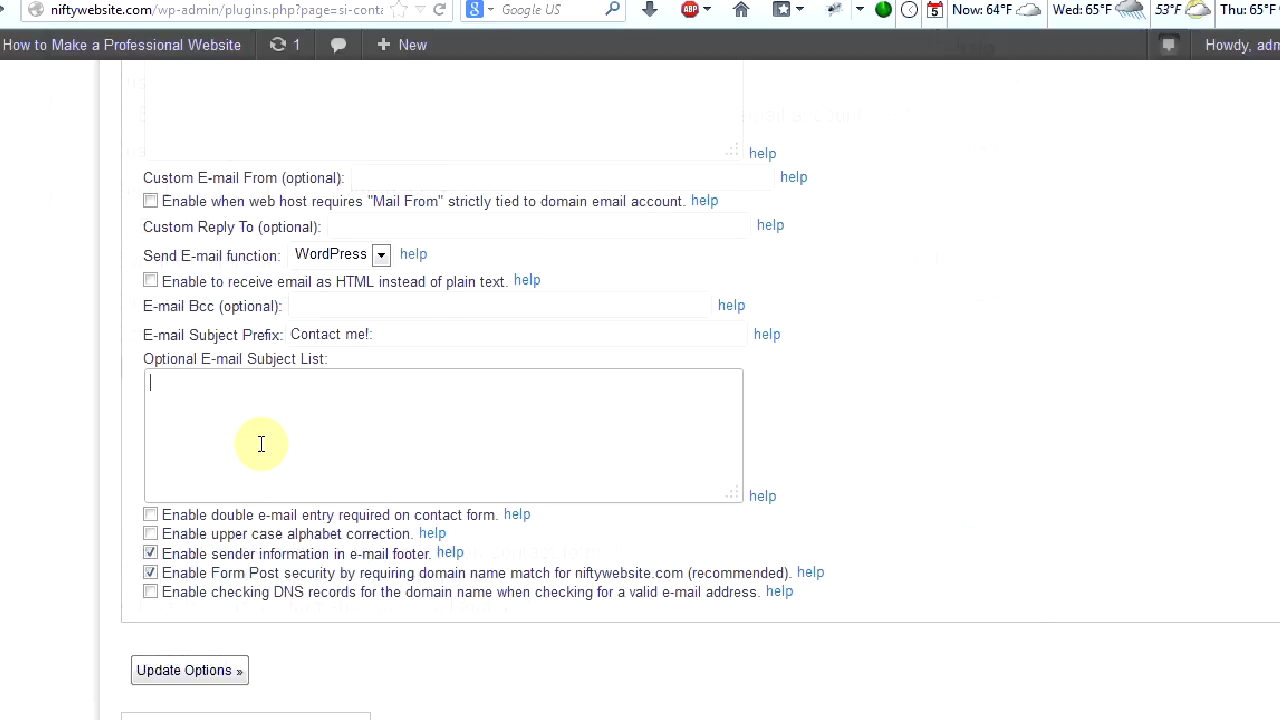 niftywebsite.com/wp-admin/plugins.php?page=si-conta
Google US
ABP
5
Now: 64°F
Wed: 65°F
53°F
Thu: 65°F
How to Make a Professional Website
1
New
Howdy, adm
help
Custom E-mail From (optional):
help
Enable when web host requires "Mail From" strictly tied to domain email account. help
Custom Reply To (optional):
help
Send E-mail function: WordPress help
Enable to receive email as HTML instead of plain text. help
E-mail Bcc (optional):
help
E-mail Subject Prefix: Contact me!:
help
Optional E-mail Subject List:
help
Enable double e-mail entry required on contact form. help
Enable upper case alphabet correction. help
Enable sender information in e-mail footer. help
Enable Form Post security by requiring domain name match for niftywebsite.com (recommended). help
Enable checking DNS records for the domain name when checking for a valid e-mail address. help
Update Options »